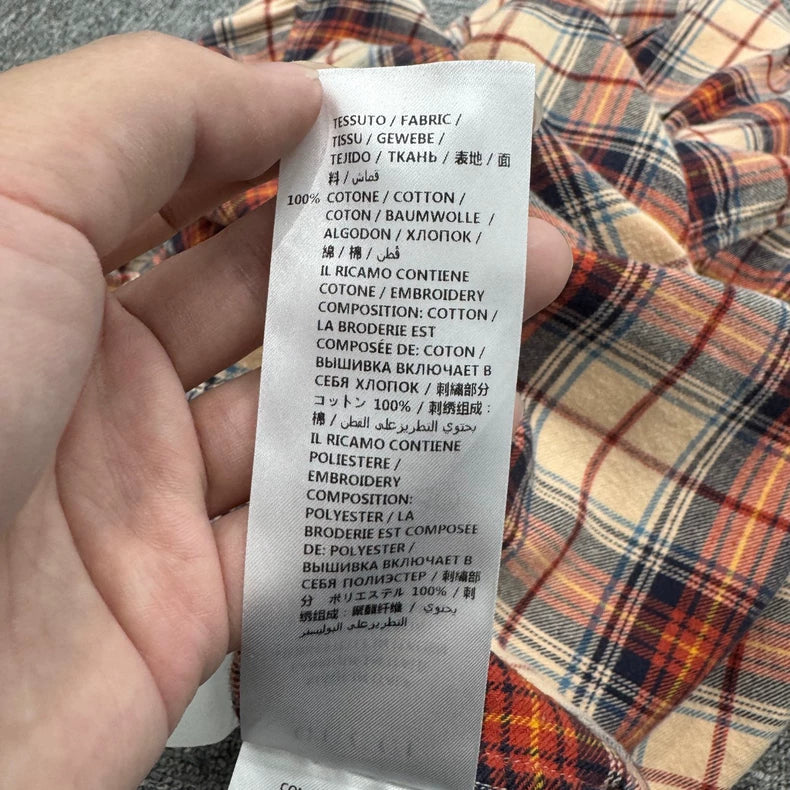 TESSUTO / FABRIC /
TISSU / GEWEBE /
TEJIDO / ТКАНЬ / 表地 / 面
料 / قماش
100% COTONE / COTTON /
COTON / BAUMWOLLE /
ALGODON / ХЛОПОК /
綿 / 棉 / قطن
IL RICAMO CONTIENE
COTONE / EMBROIDERY
COMPOSITION: COTTON /
LA BRODERIE EST
COMPOSÉE DE: COTON /
ВЫШИВКА ВКЛЮЧАЕТ В
СЕБЯ ХЛОПОК / 刺繍部分
コットン 100% / 刺绣组成 :
棉 / يحتوي التطريز على القطن
IL RICAMO CONTIENE
POLIESTERE /
EMBROIDERY
COMPOSITION:
POLYESTER / LA
BRODERIE EST COMPOSÉE
DE: POLYESTER /
ВЫШИВКА ВКЛЮЧАЕТ В
СЕБЯ ПОЛИЭСТЕР / 刺繍部
分 ポリエステル 100% / 刺
绣组成 : 聚酯纤维 / يحتوي
التطريز على البوليستر